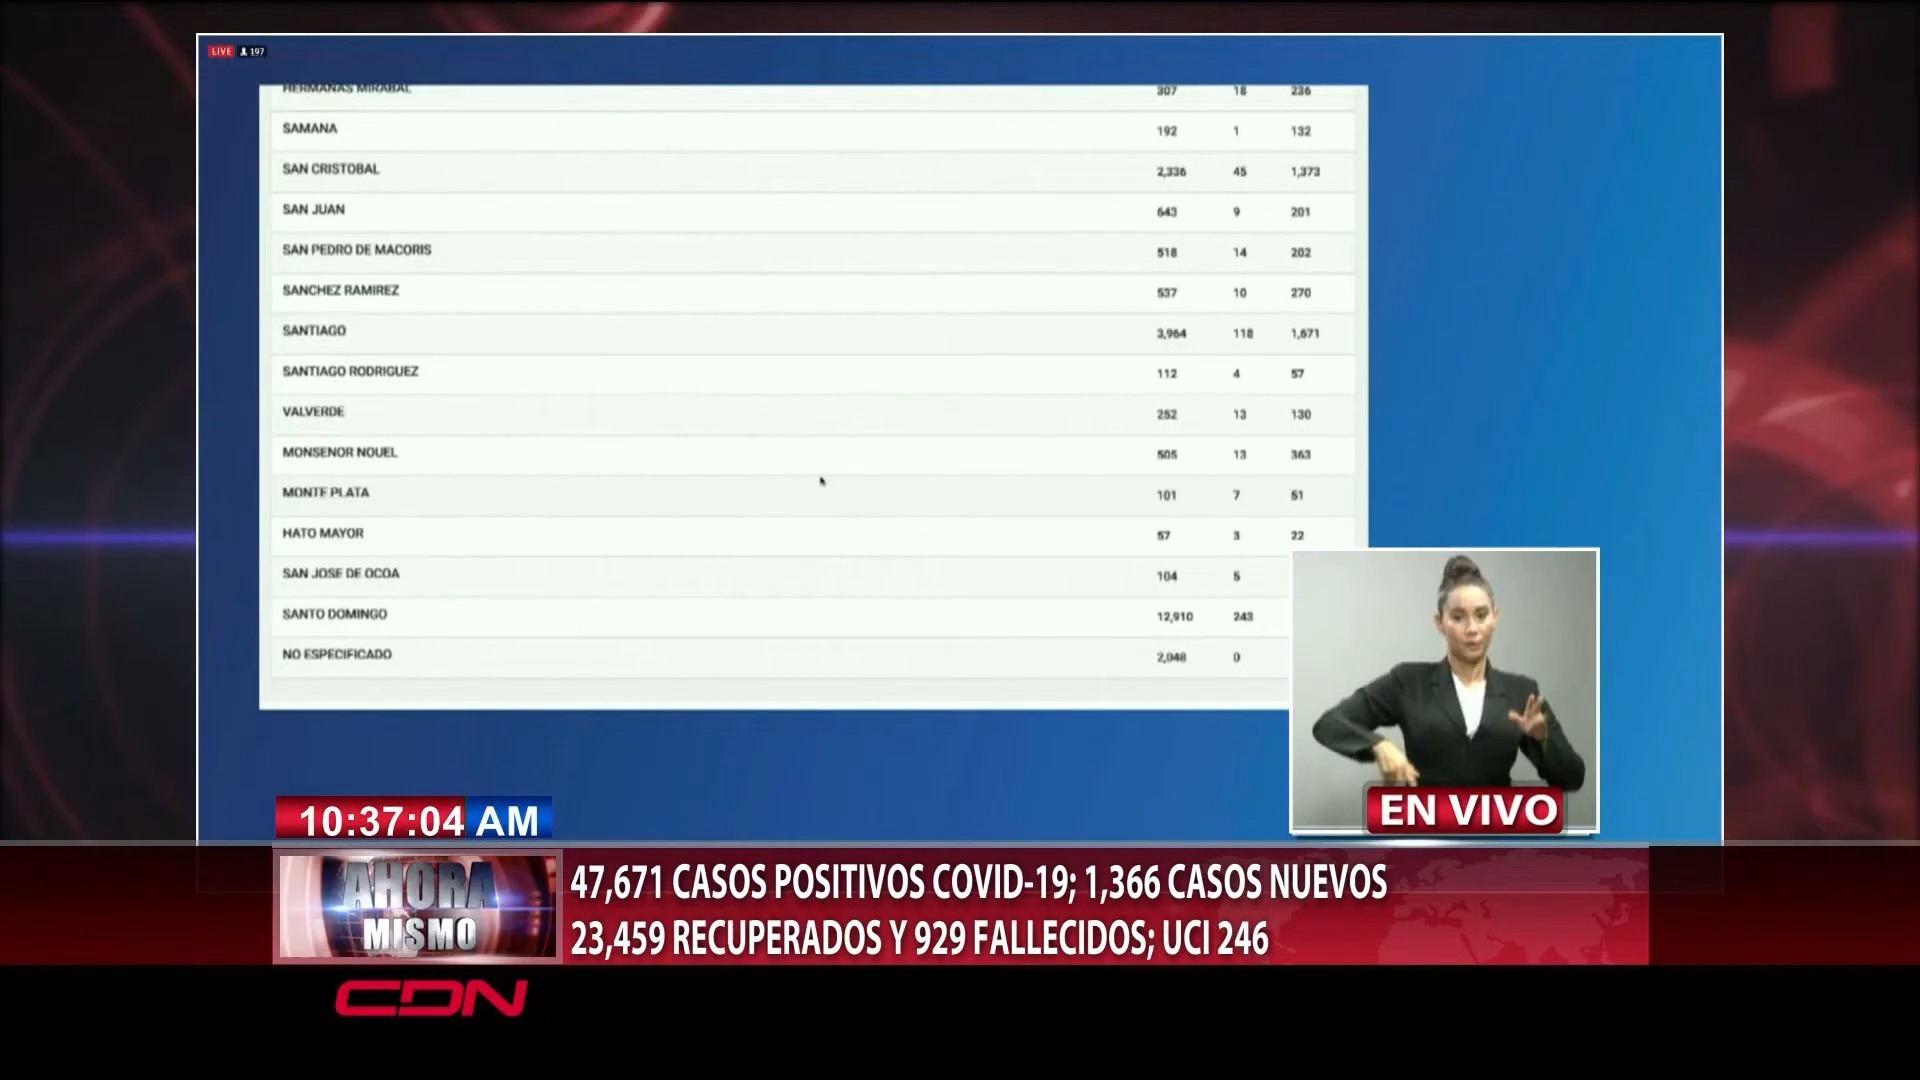 LIVE 197
HERMANAS MIRABAL 307 18 236
SAMANA 192 1 132
SAN CRISTOBAL 2,336 45 1,373
SAN JUAN 643 9 201
SAN PEDRO DE MACORIS 518 14 202
SANCHEZ RAMIREZ 537 10 270
SANTIAGO 3,964 118 1,671
SANTIAGO RODRIGUEZ 112 4 57
VALVERDE 252 13 130
MONSENOR NOUEL 505 13 363
MONTE PLATA 101 7 51
HATO MAYOR 57 3 22
SAN JOSE DE OCOA 104 5
SANTO DOMINGO 12,910 243
NO ESPECIFICADO 2,048 0
EN VIVO
10:37:04 AM
AHORA
MISMO
47,671 CASOS POSITIVOS COVID-19; 1,366 CASOS NUEVOS
23,459 RECUPERADOS Y 929 FALLECIDOS; UCI 246
CDN